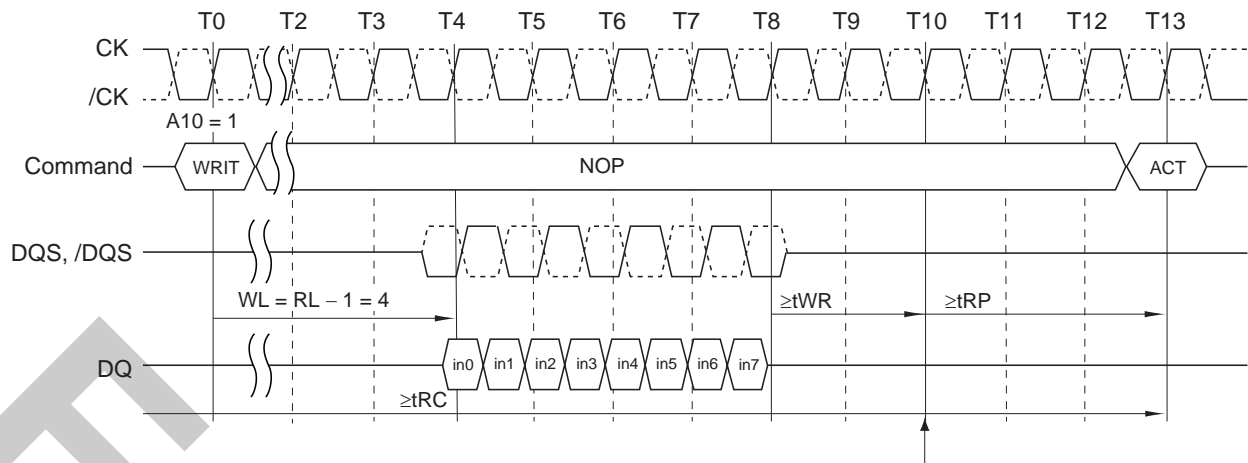 T0 T2 T3 T4 T5 T6 T7 T8 T9 T10 T11 T12 T13
CK
/CK
A10 = 1
Command WRIT NOP ACT
DQS, /DQS
WL = RL − 1 = 4 ≥tWR ≥tRP
DQ in0 in1 in2 in3 in4 in5 in6 in7
≥tRC